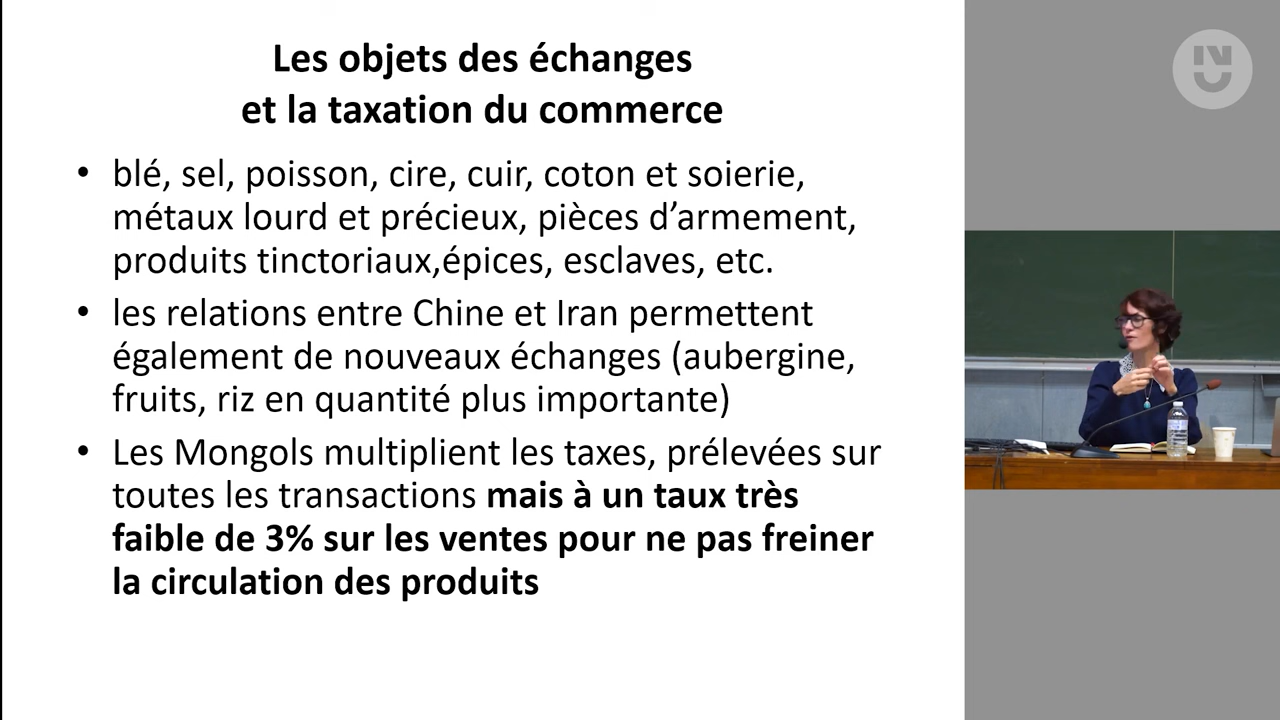 Les objets des échanges
et la taxation du commerce
• blé, sel, poisson, cire, cuir, coton et soierie,
métaux lourd et précieux, pièces d’armement,
produits tinctoriaux,épices, esclaves, etc.
• les relations entre Chine et Iran permettent
également de nouveaux échanges (aubergine,
fruits, riz en quantité plus importante)
• Les Mongols multiplient les taxes, prélevées sur
toutes les transactions mais à un taux très
faible de 3% sur les ventes pour ne pas freiner
la circulation des produits